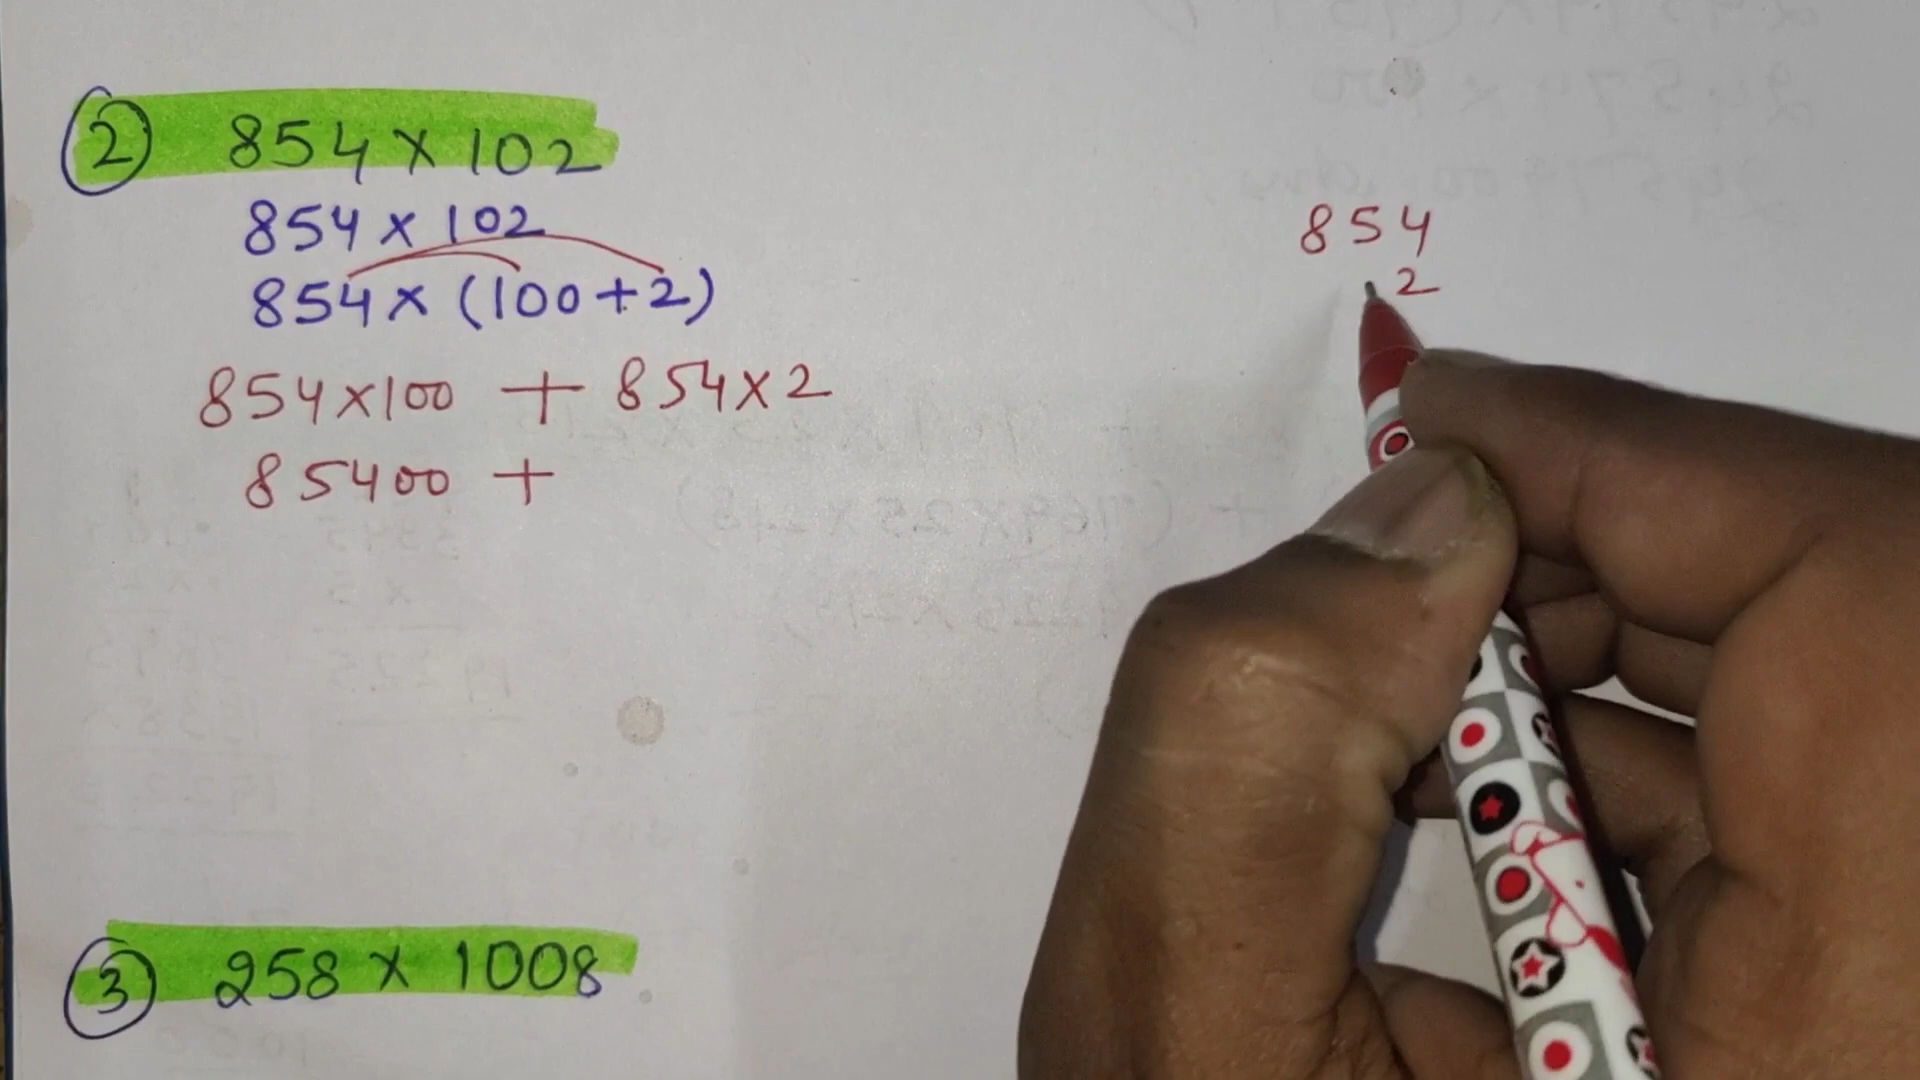 2 854 × 102
854 × 102
854 × (100 + 2)
854 × 100 + 854 × 2
85400 +
854
2
3 258 × 1008